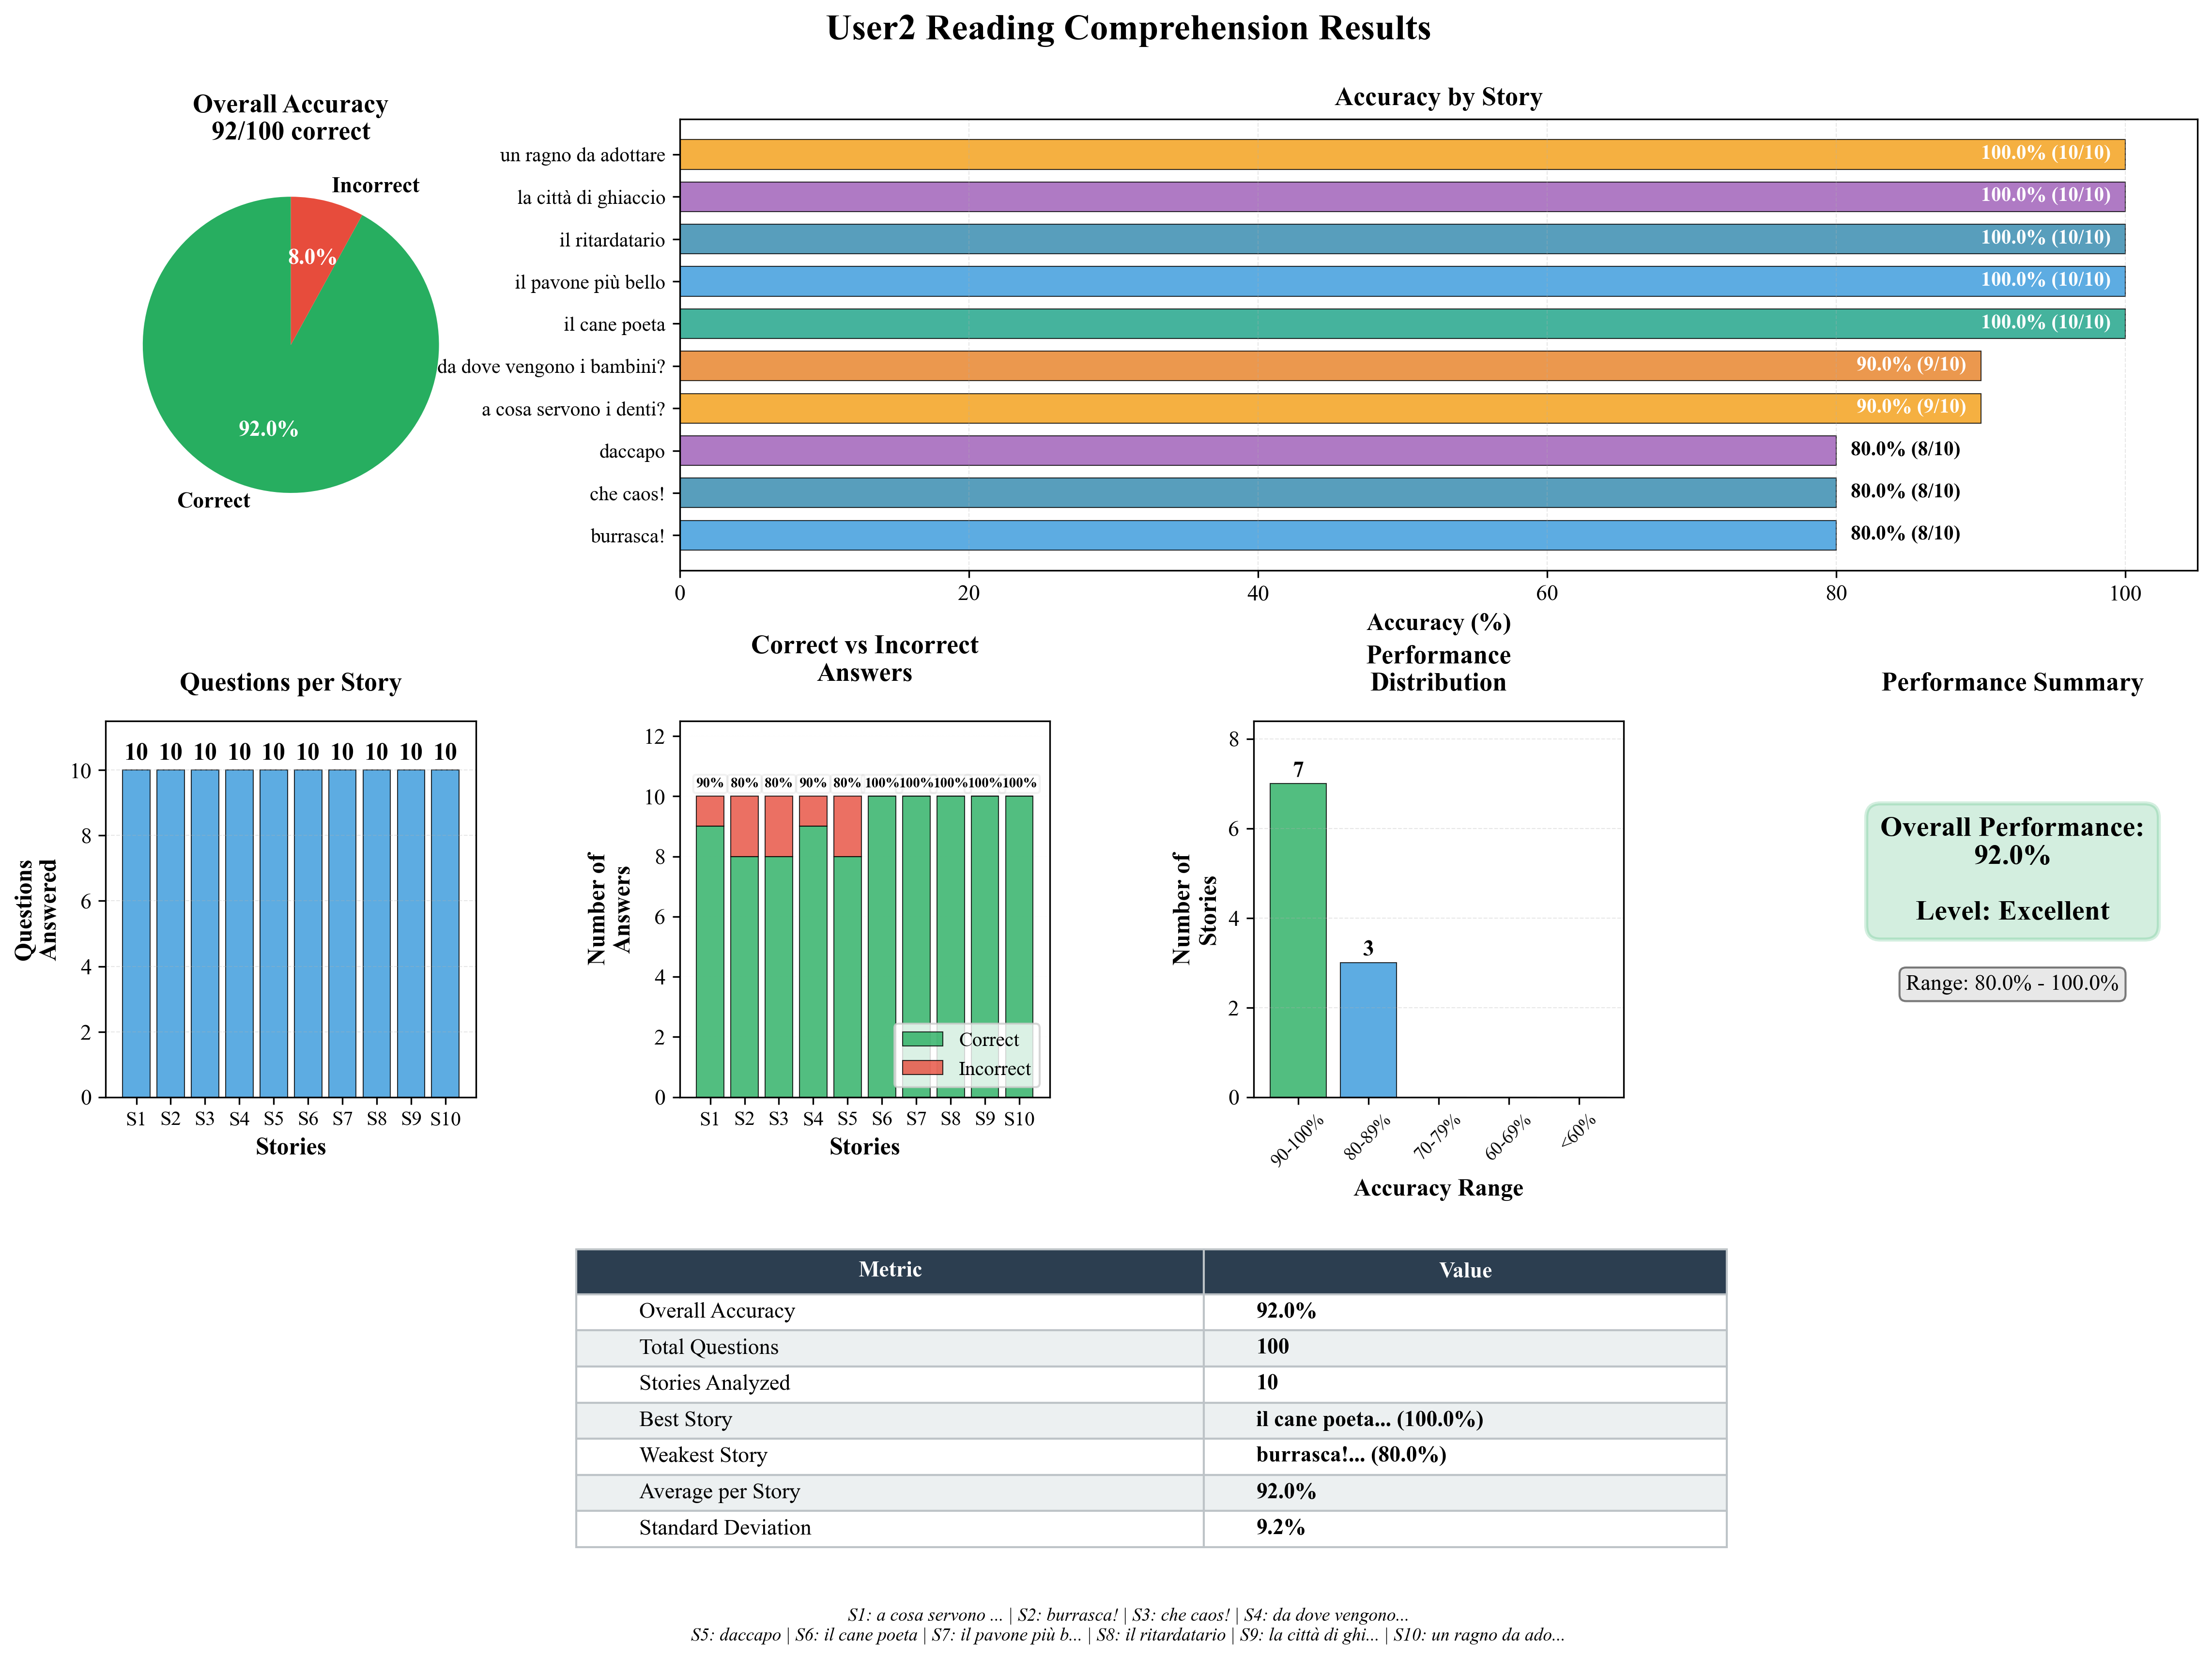 User2 Reading Comprehension Results
Overall Accuracy
92/100 correct
Incorrect
8.0%
92.0%
Correct
Accuracy by Story
un ragno da adottare
100.0% (10/10)
la città di ghiaccio
100.0% (10/10)
il ritardatario
100.0% (10/10)
il pavone più bello
100.0% (10/10)
il cane poeta
100.0% (10/10)
da dove vengono i bambini?
90.0% (9/10)
a cosa servono i denti?
90.0% (9/10)
daccapo
80.0% (8/10)
che caos!
80.0% (8/10)
burrasca!
80.0% (8/10)
0 20 40 60 80 100
Accuracy (%)
Questions per Story
10 10 10 10 10 10 10 10 10 10
10
8
6
4
2
0
Questions
Answered
S1 S2 S3 S4 S5 S6 S7 S8 S9 S10
Stories
Correct vs Incorrect
Answers
12
10
8
6
4
2
0
90% 80% 80% 90% 80% 100% 100% 100% 100% 100%
Number of
Answers
Correct
Incorrect
S1 S2 S3 S4 S5 S6 S7 S8 S9 S10
Stories
Performance
Distribution
8
6
4
2
0
7
3
Number of
Stories
90-100% 80-89% 70-79% 60-69% <60%
Accuracy Range
Performance Summary
Overall Performance:
92.0%
Level: Excellent
Range: 80.0% - 100.0%
Metric Value
Overall Accuracy 92.0%
Total Questions 100
Stories Analyzed 10
Best Story il cane poeta... (100.0%)
Weakest Story burrasca!... (80.0%)
Average per Story 92.0%
Standard Deviation 9.2%
S1: a cosa servono ... | S2: burrasca! | S3: che caos! | S4: da dove vengono...
S5: daccapo | S6: il cane poeta | S7: il pavone più b... | S8: il ritardatario | S9: la città di ghi... | S10: un ragno da ado...